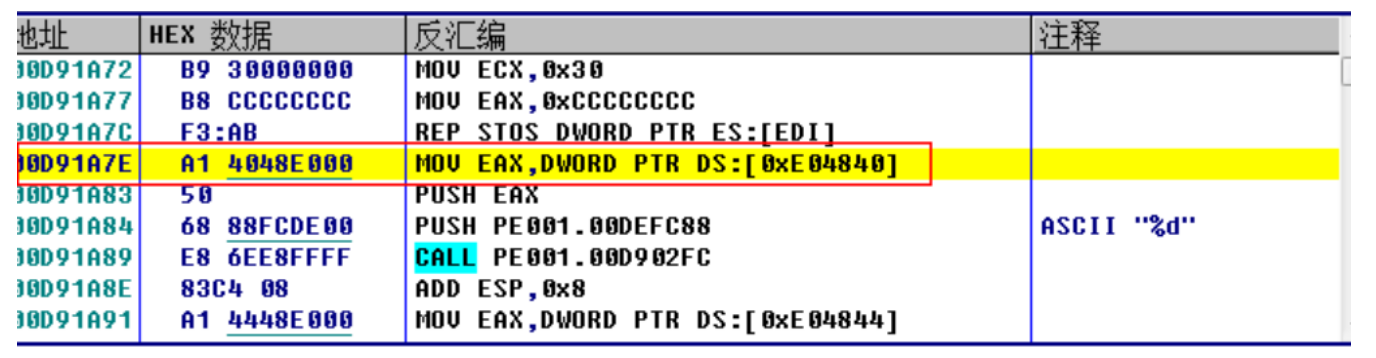 地址 HEX 数据 反汇编 注释
00D91A72 B9 30000000 MOV ECX,0x30
00D91A77 B8 CCCCCCCC MOV EAX,0xCCCCCCCC
00D91A7C F3:AB REP STOS DWORD PTR ES:[EDI]
00D91A7E A1 4048E000 MOV EAX,DWORD PTR DS:[0xE04840]
00D91A83 50 PUSH EAX
00D91A84 68 88FCDE00 PUSH PE001.00DEFC88 ASCII "%d"
00D91A89 E8 6EE8FFFF CALL PE001.00D902FC
00D91A8E 83C4 08 ADD ESP,0x8
00D91A91 A1 4448E000 MOV EAX,DWORD PTR DS:[0xE04844]